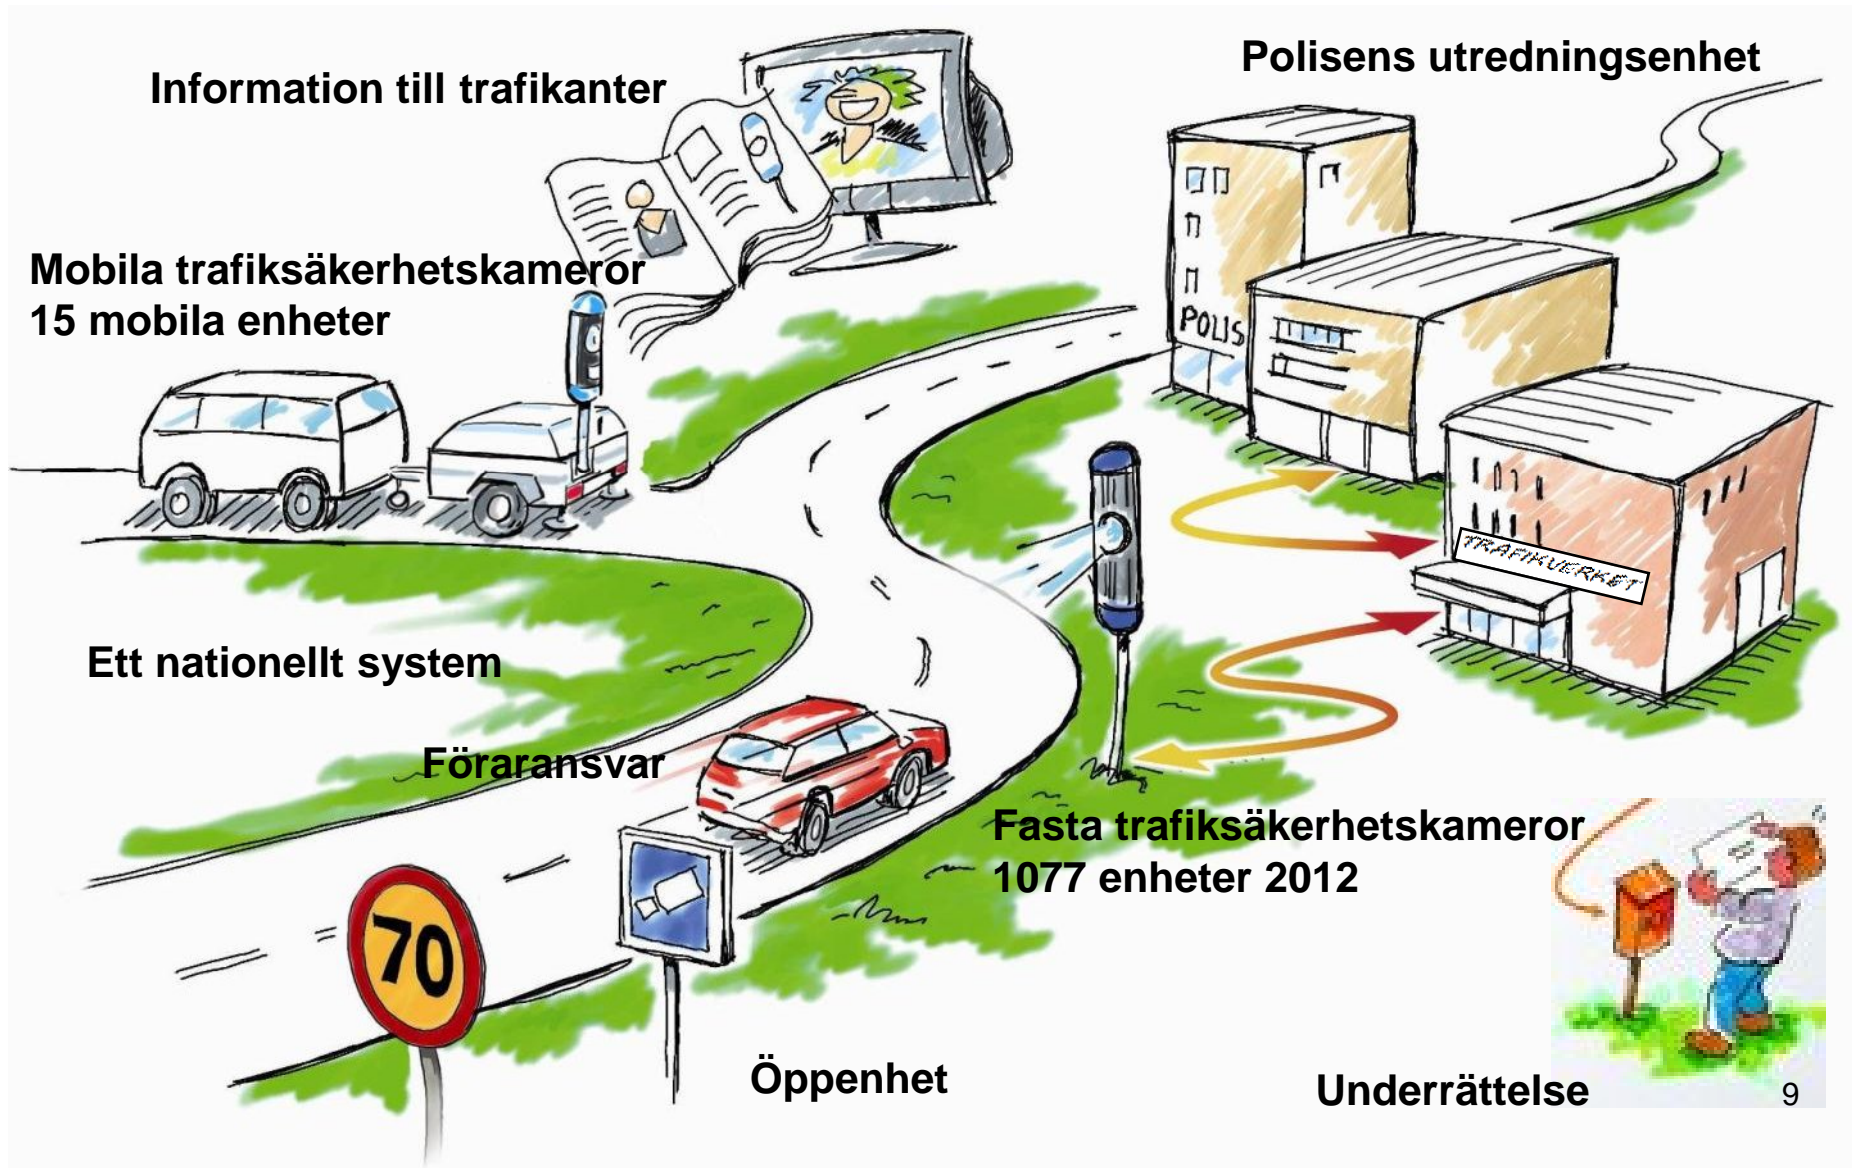 Polisens utredningsenhet
Information till trafikanter
Mobila trafiksäkerhetskameror
15 mobila enheter
POLIS
TRAFIKVERKET
Ett nationellt system
Föraransvar
Fasta trafiksäkerhetskameror
1077 enheter 2012
70
Öppenhet
Underrättelse
9